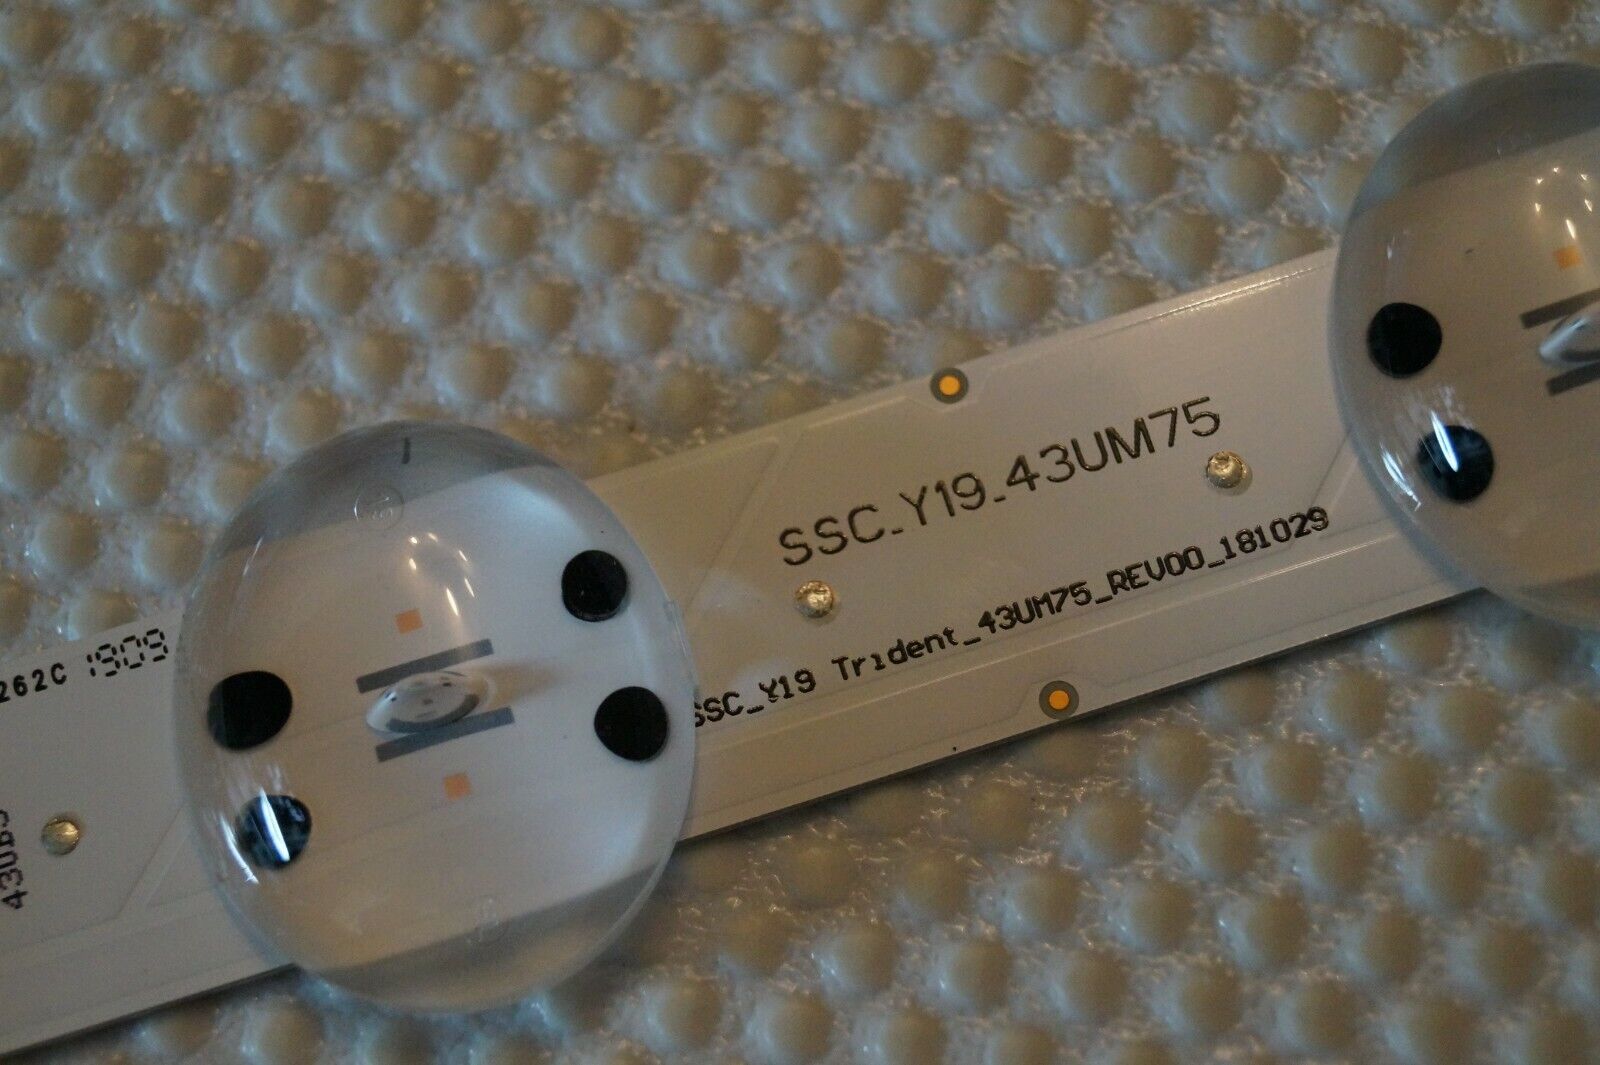 SSC_Y19_43UM75
SSC_Y19 Trident_43UM75_REV00_181029
262C 1909